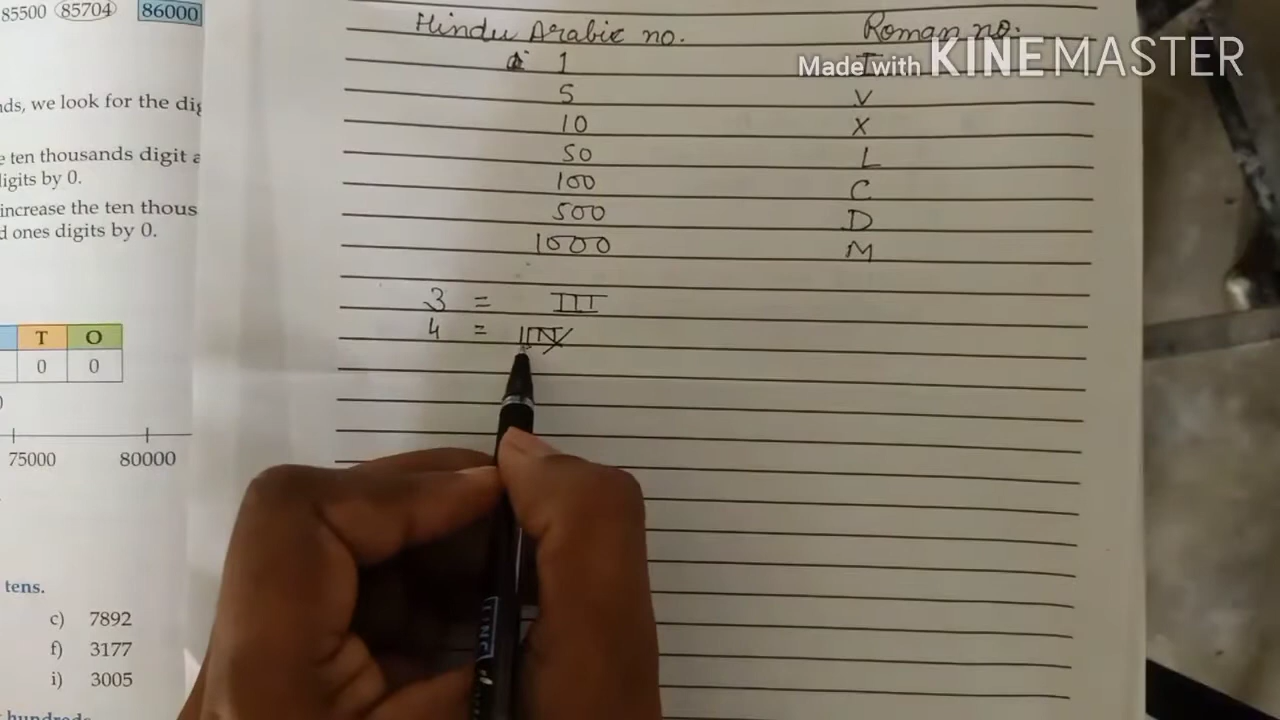 85500 85704 86000
nds, we look for the dig
e ten thousands digit a
ligits by 0.
increase the ten thous
d ones digits by 0.
T O
0 0
75000 80000
tens.
c) 7892
f) 3177
i) 3005
hundreds
Made with KINEMASTER
Hindu Arabic no. Roman no.
1 I
5 V
10 X
50 L
100 C
500 D
1000 M
3 = III
4 =